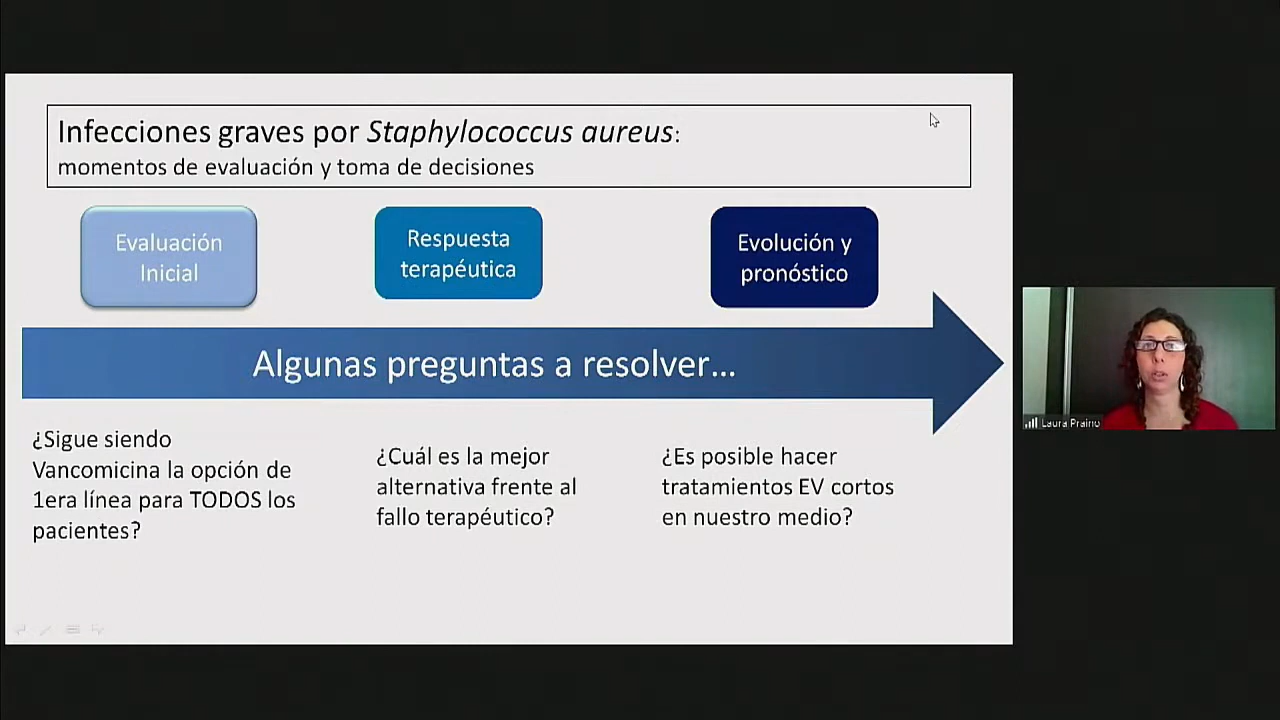 Infecciones graves por Staphylococcus aureus:
momentos de evaluación y toma de decisiones
Evaluación
Inicial
Respuesta
terapéutica
Evolución y
pronóstico
Algunas preguntas a resolver...
¿Sigue siendo
Vancomicina la opción de
1era línea para TODOS los
pacientes?
¿Cuál es la mejor
alternativa frente al
fallo terapéutico?
¿Es posible hacer
tratamientos EV cortos
en nuestro medio?
Laura Praino